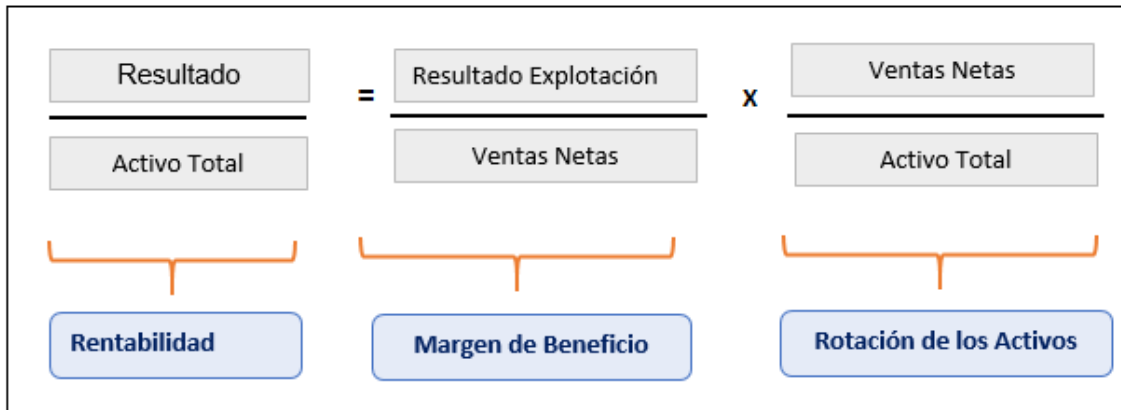 Resultado
Activo Total
=
Resultado Explotación
Ventas Netas
x
Ventas Netas
Activo Total
Rentabilidad
Margen de Beneficio
Rotación de los Activos